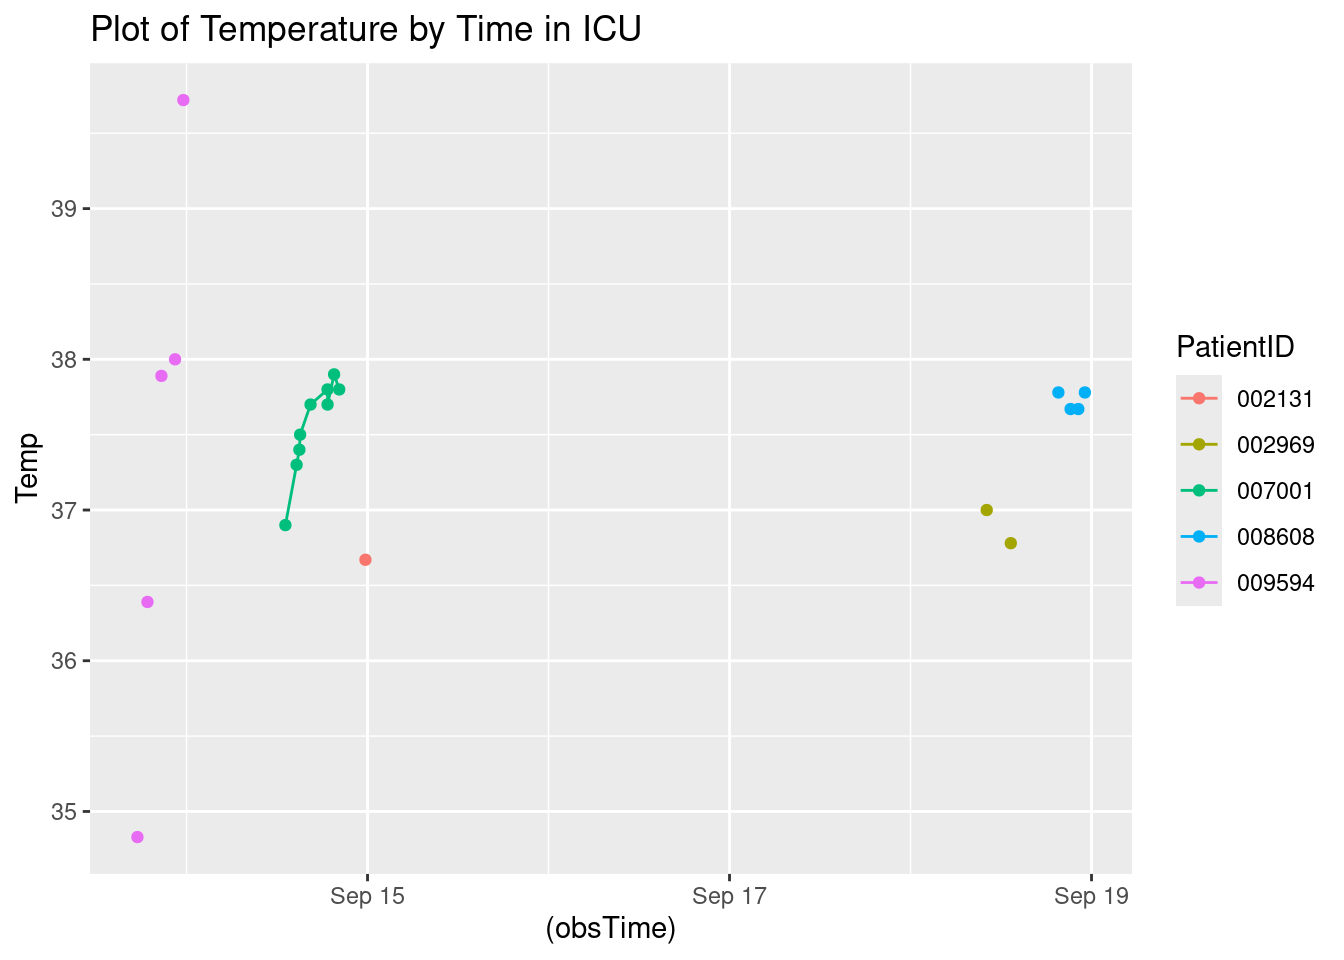 Plot of Temperature by Time in ICU
39
38
37
36
35
Temp
Sep 15
Sep 17
Sep 19
(obsTime)
PatientID
002131
002969
007001
008608
009594